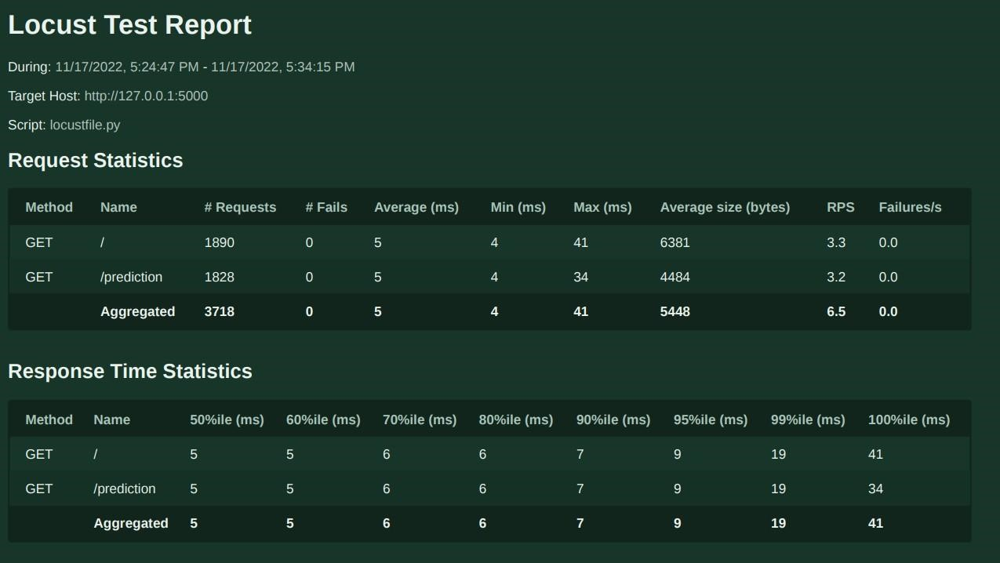 Locust Test Report
During: 11/17/2022, 5:24:47 PM - 11/17/2022, 5:34:15 PM
Target Host: http://127.0.0.1:5000
Script: locustfile.py
Request Statistics
Method Name # Requests # Fails Average (ms) Min (ms) Max (ms) Average size (bytes) RPS Failures/s
GET / 1890 0 5 4 41 6381 3.3 0.0
GET /prediction 1828 0 5 4 34 4484 3.2 0.0
Aggregated 3718 0 5 4 41 5448 6.5 0.0
Response Time Statistics
Method Name 50%ile (ms) 60%ile (ms) 70%ile (ms) 80%ile (ms) 90%ile (ms) 95%ile (ms) 99%ile (ms) 100%ile (ms)
GET / 5 5 6 6 7 9 19 41
GET /prediction 5 5 6 6 7 9 19 34
Aggregated 5 5 6 6 7 9 19 41